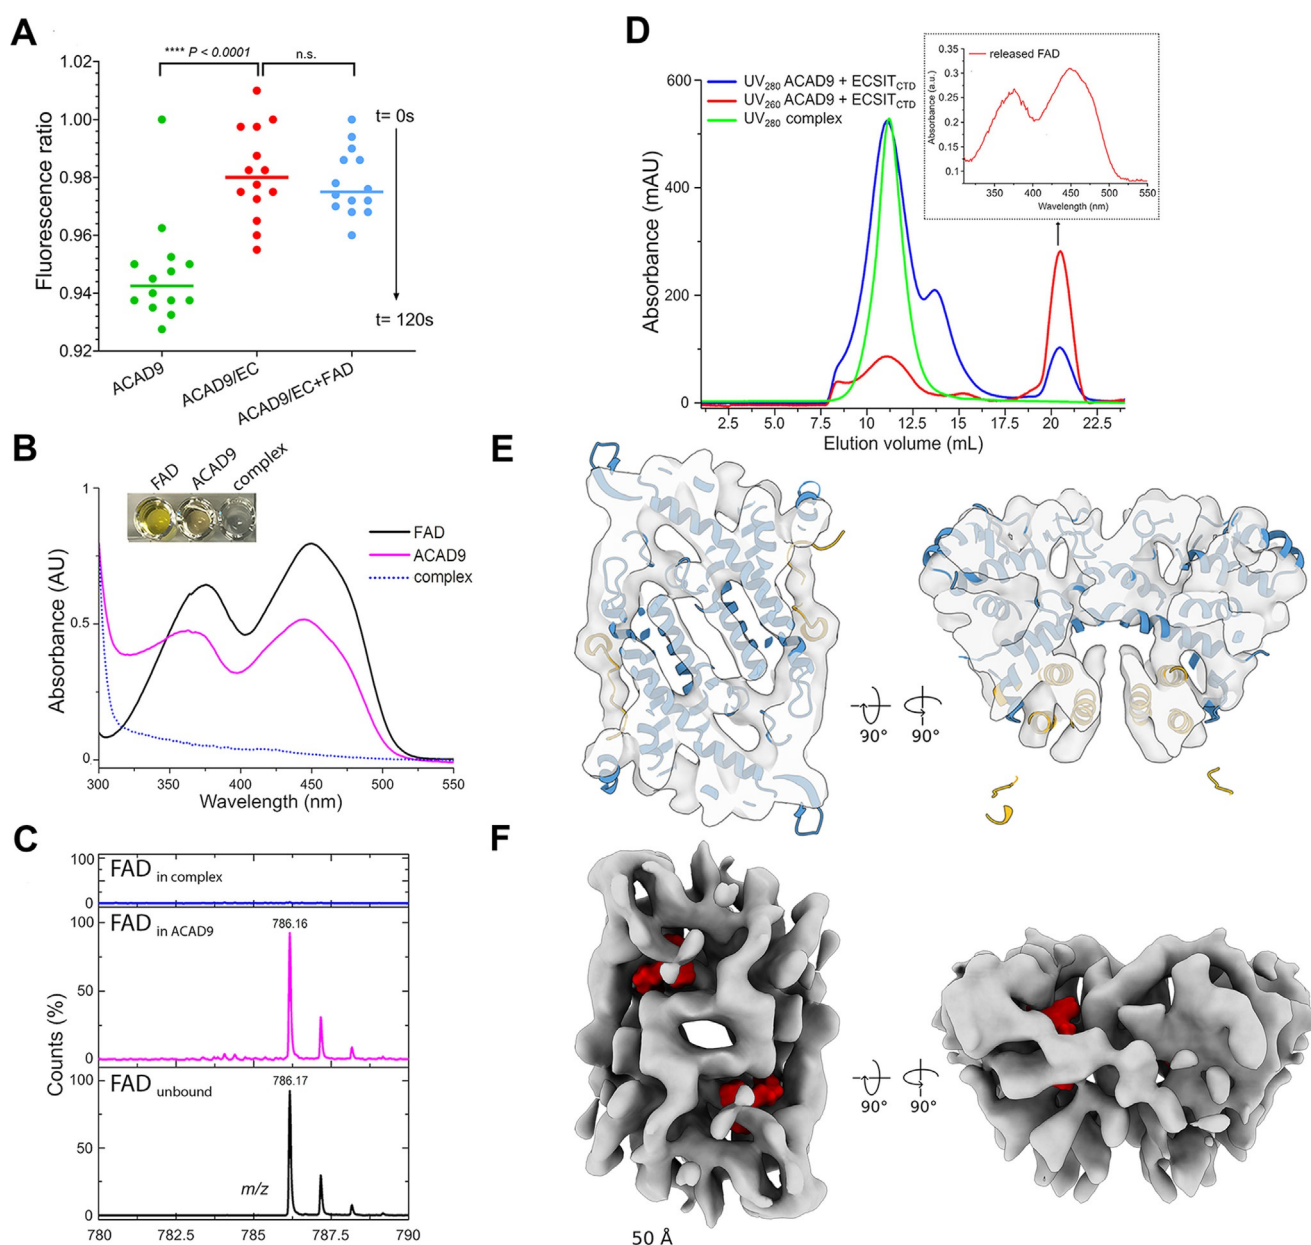 A
**** P < 0.0001
n.s.
1.02
1.00
0.98
0.96
0.94
0.92
Fluorescence ratio
t= 0s
t= 120s
ACAD9
ACAD9/EC
ACAD9/EC+FAD
B
FAD
ACAD9
complex
1
0.5
0
Absorbance (AU)
FAD
ACAD9
complex
300
350
400
450
500
550
Wavelength (nm)
C
FAD in complex
100
50
0
FAD in ACAD9
786.16
100
50
0
Counts (%)
FAD unbound
786.17
100
50
0
m/z
780
782.5
785
787.5
790
D
UV280 ACAD9 + ECSITCTD
UV260 ACAD9 + ECSITCTD
UV280 complex
600
400
200
0
Absorbance (mAU)
2.5
5.0
7.5
10
12.5
15
17.5
20
22.5
Elution volume (mL)
released FAD
0.35
0.3
0.25
0.2
0.15
0.1
Absorbance (a.u.)
350
400
450
500
550
Wavelength (nm)
E
90°
90°
F
90°
90°
50 Å